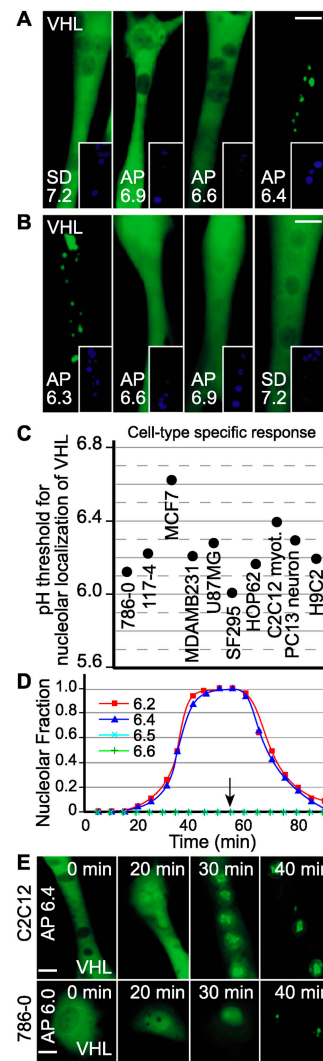 A
VHL
SD 7.2
AP 6.9
AP 6.6
AP 6.4
B
VHL
AP 6.3
AP 6.6
AP 6.9
SD 7.2
C
Cell-type specific response
pH threshold for
nucleolar localization of VHL
6.8
6.4
6.2
6.0
5.6
786-0
117-4
MCF7
MDAMB231
U87MG
SF295
HOP62
C2C12 myot.
PC13 neuron
H9C2
D
Nucleolar Fraction
1.0
0.8
0.6
0.4
0.2
0
6.2
6.4
6.5
6.6
0 20 40 60 80
Time (min)
E
C2C12
AP 6.4
0 min
20 min
30 min
40 min
VHL
786-0
AP 6.0
0 min
20 min
30 min
40 min
VHL